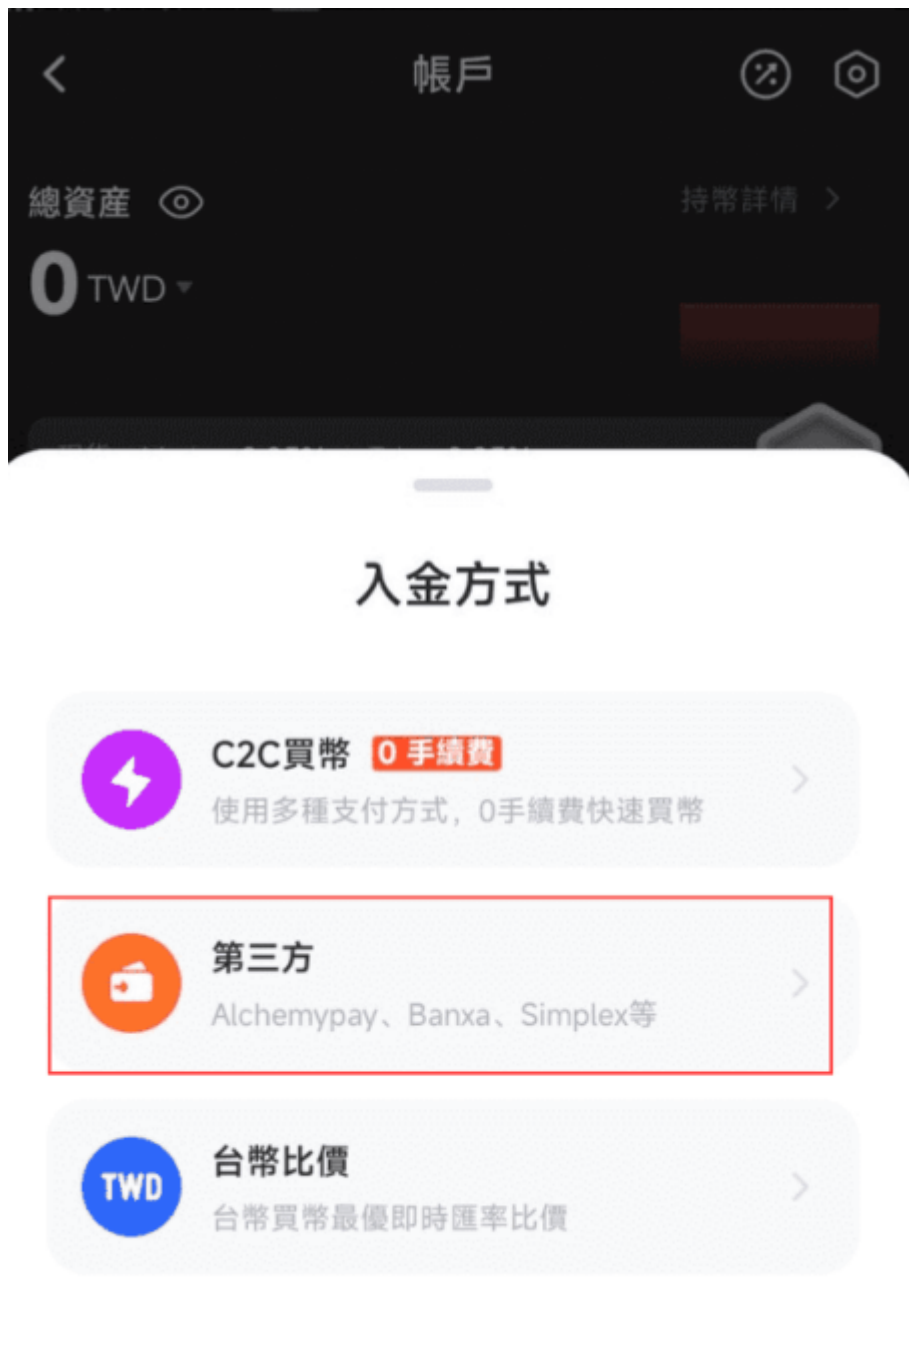 帳戶
總資産
持幣詳情
0 TWD
入金方式
C2C買幣 0 手續費
使用多種支付方式，0手續費快速買幣
第三方
Alchemypay、Banxa、Simplex等
TWD
台幣比價
台幣買幣最優即時匯率比價